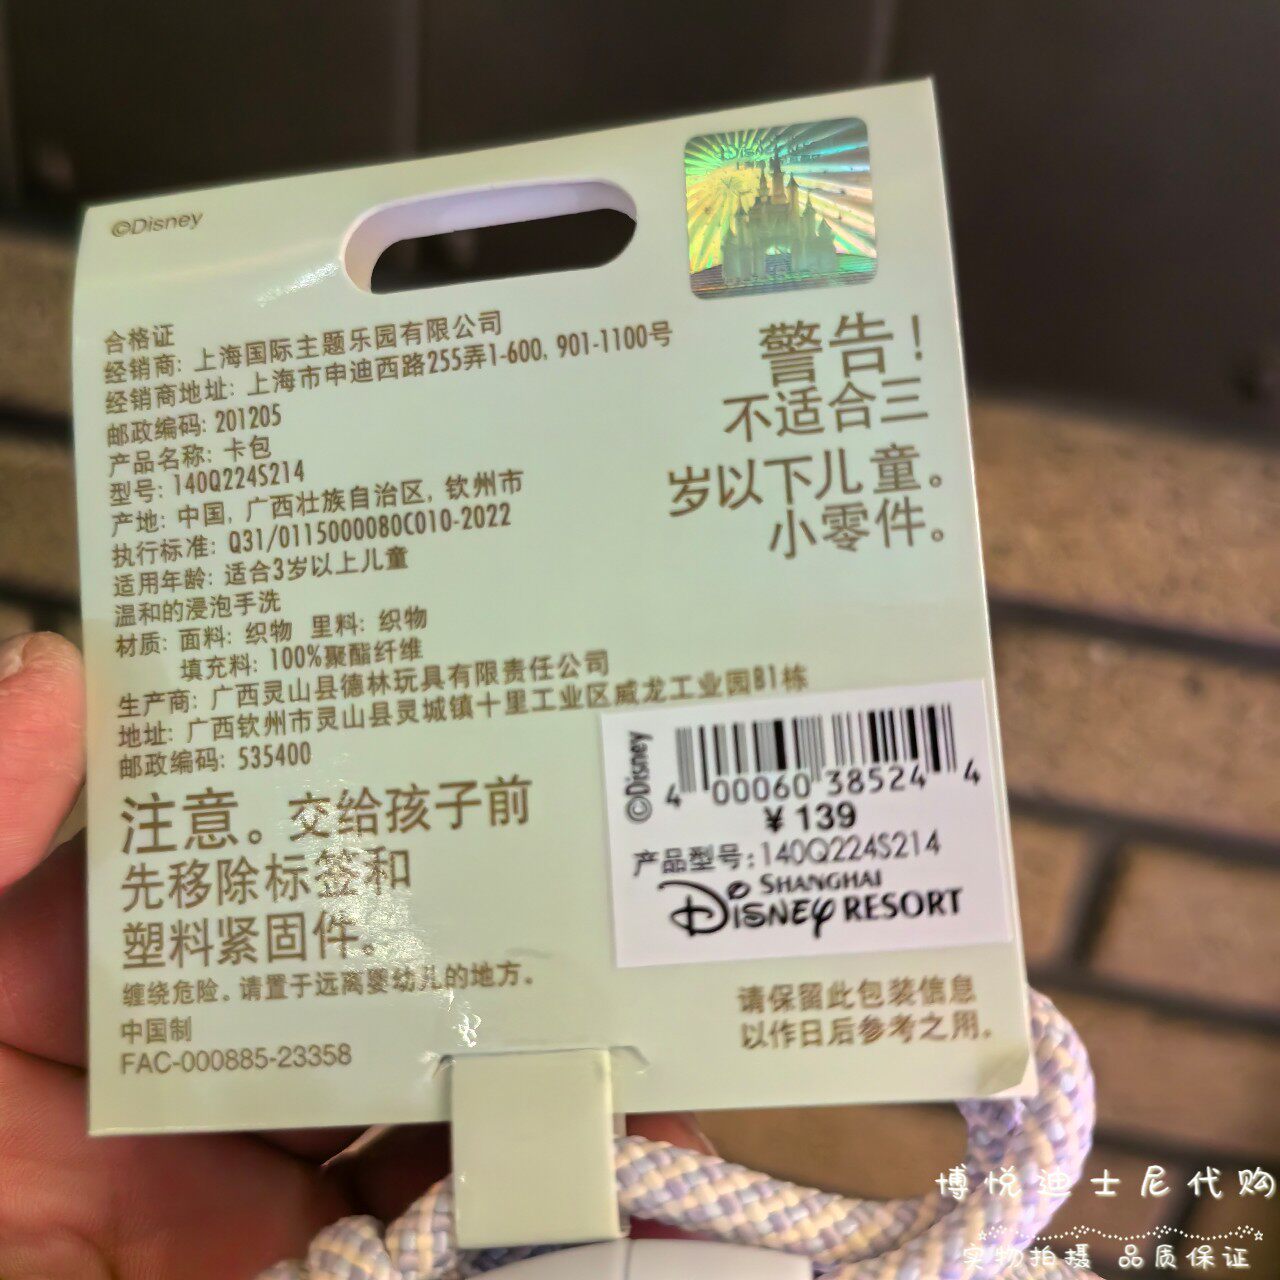 ©Disney
合格证
经销商: 上海国际主题乐园有限公司
经销商地址: 上海市申迪西路255弄1-600, 901-1100号
邮政编码: 201205
产品名称: 卡包
型号: 140Q224S214
产地: 中国, 广西壮族自治区, 钦州市
执行标准: Q31/0115000080C010-2022
适用年龄: 适合3岁以上儿童
温和的浸泡手洗
材质: 面料: 织物 里料: 织物
填充料: 100%聚酯纤维
生产商: 广西灵山县德林玩具有限责任公司
地址: 广西钦州市灵山县灵城镇十里工业区威龙工业园B1栋
邮政编码: 535400
警告!
不适合三
岁以下儿童。
小零件。
注意。交给孩子前
先移除标签和
塑料紧固件。
缠绕危险。请置于远离婴幼儿的地方。
中国制
FAC-000885-23358
©Disney
4 00060 38524 4
¥ 139
产品型号: 140Q224S214
SHANGHAI
Disney RESORT
请保留此包装信息
以作日后参考之用。
博悦迪士尼代购
实物拍摄 品质保证